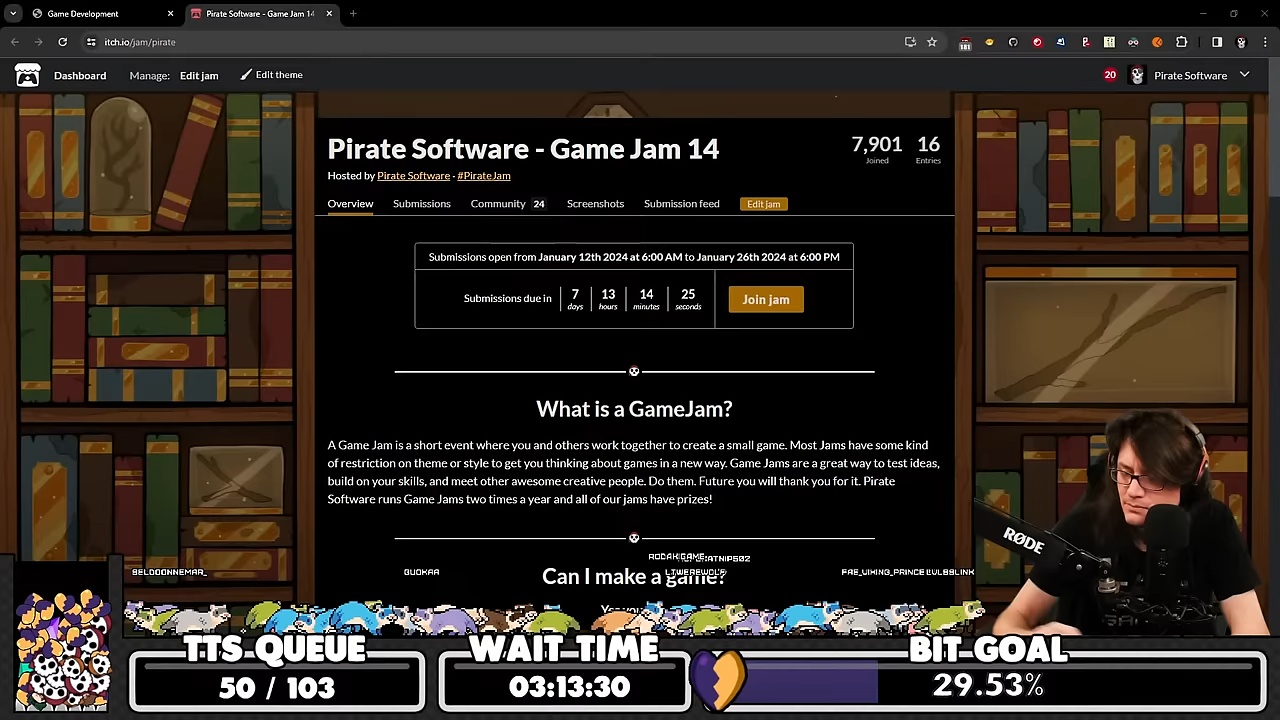 Game Development
Pirate Software - Game Jam 14
itch.io/jam/pirate
181
Dashboard
Manage:
Edit jam
Edit theme
20
Pirate Software
Pirate Software - Game Jam 14
7,901
Joined
16
Entries
Hosted by Pirate Software · #PirateJam
Overview
Submissions
Community 24
Screenshots
Submission feed
Edit jam
Submissions open from January 12th 2024 at 6:00 AM to January 26th 2024 at 6:00 PM
Submissions due in
7
days
13
hours
14
minutes
25
seconds
Join jam
What is a GameJam?
A Game Jam is a short event where you and others work together to create a small game. Most Jams have some kind
of restriction on theme or style to get you thinking about games in a new way. Game Jams are a great way to test ideas,
build on your skills, and meet other awesome creative people. Do them. Future you will thank you for it. Pirate
Software runs Game Jams two times a year and all of our jams have prizes!
Can I make a game?
RØDE
TTS QUEUE
50 / 103
WAIT TIME
03:13:30
BIT GOAL
29.53%